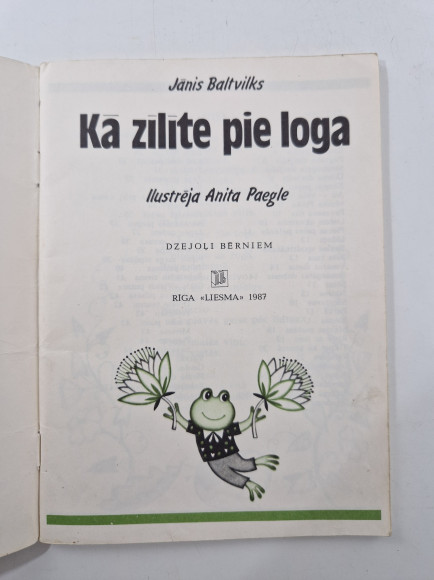 Jānis Baltvilks
Kā zīlīte pie loga
Ilustrēja Anita Paegle
DZEJOĻI BĒRNIEM
RĪGA «LIESMA» 1987